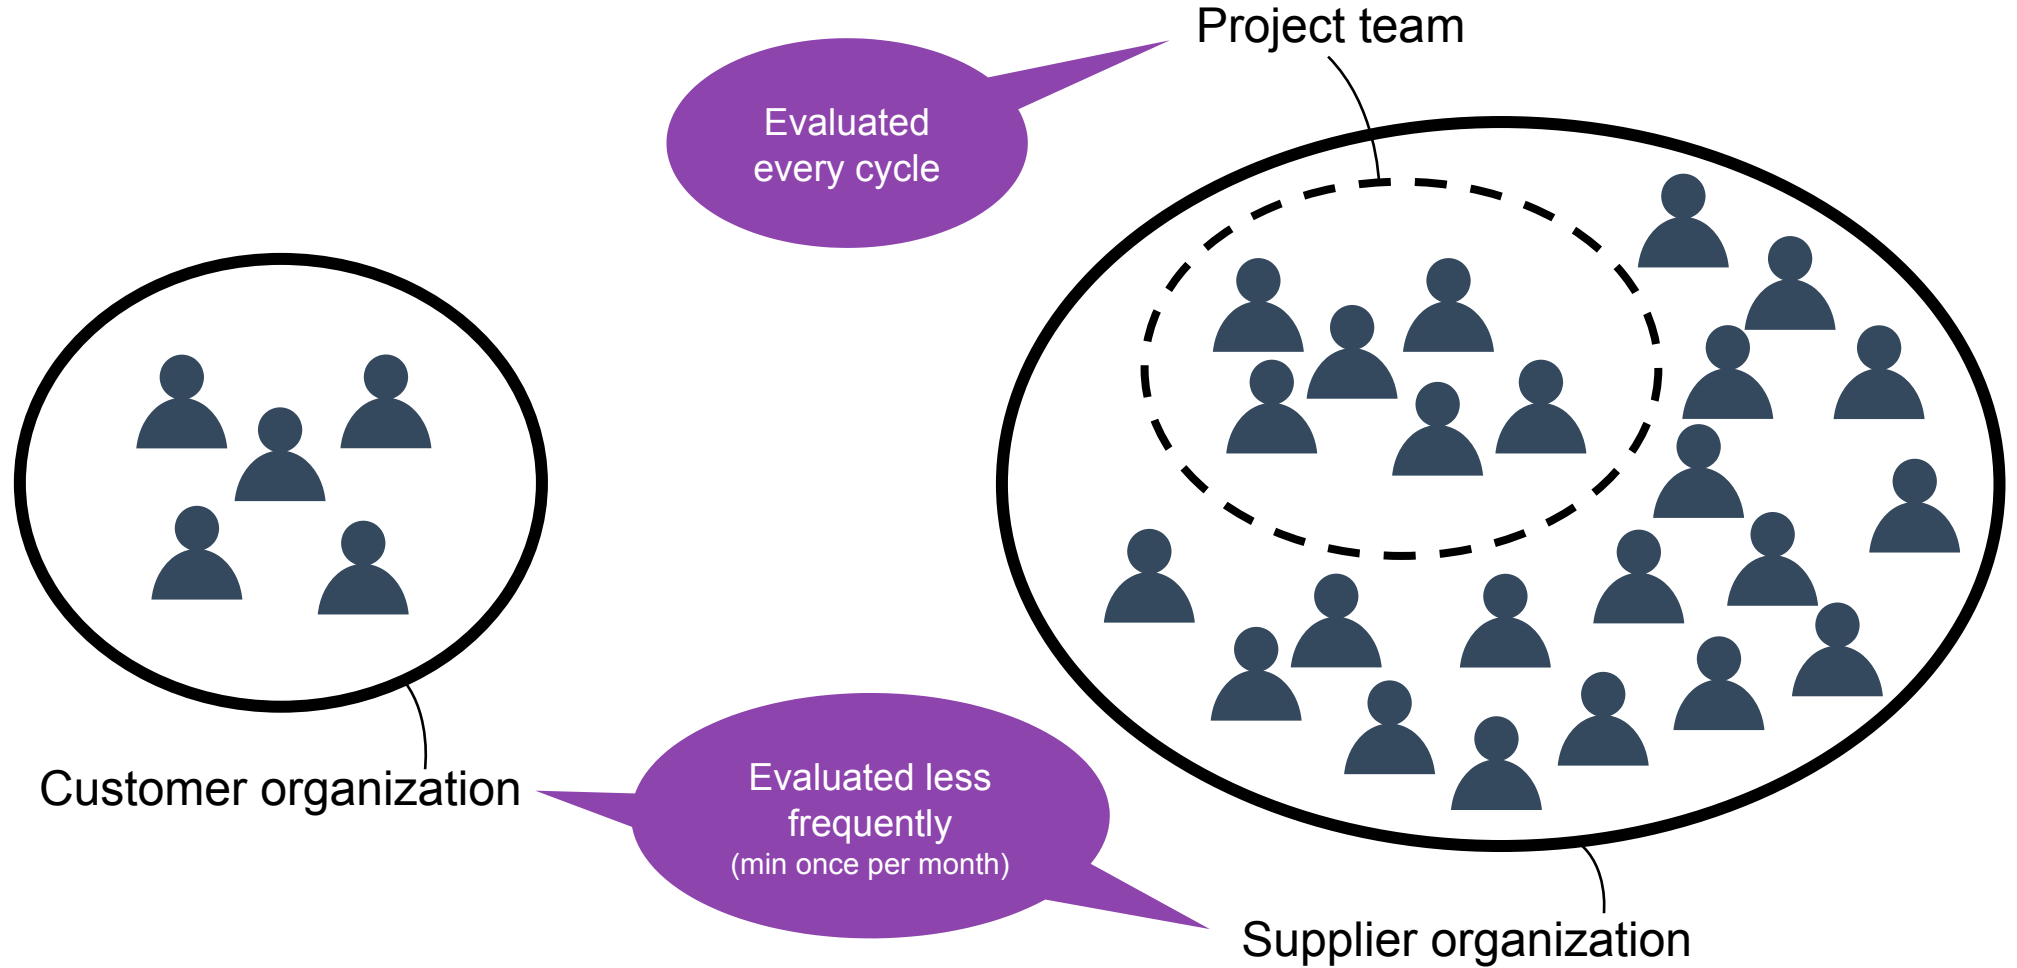 Project team
Evaluated
every cycle
Customer organization
Evaluated less
frequently
(min once per month)
Supplier organization